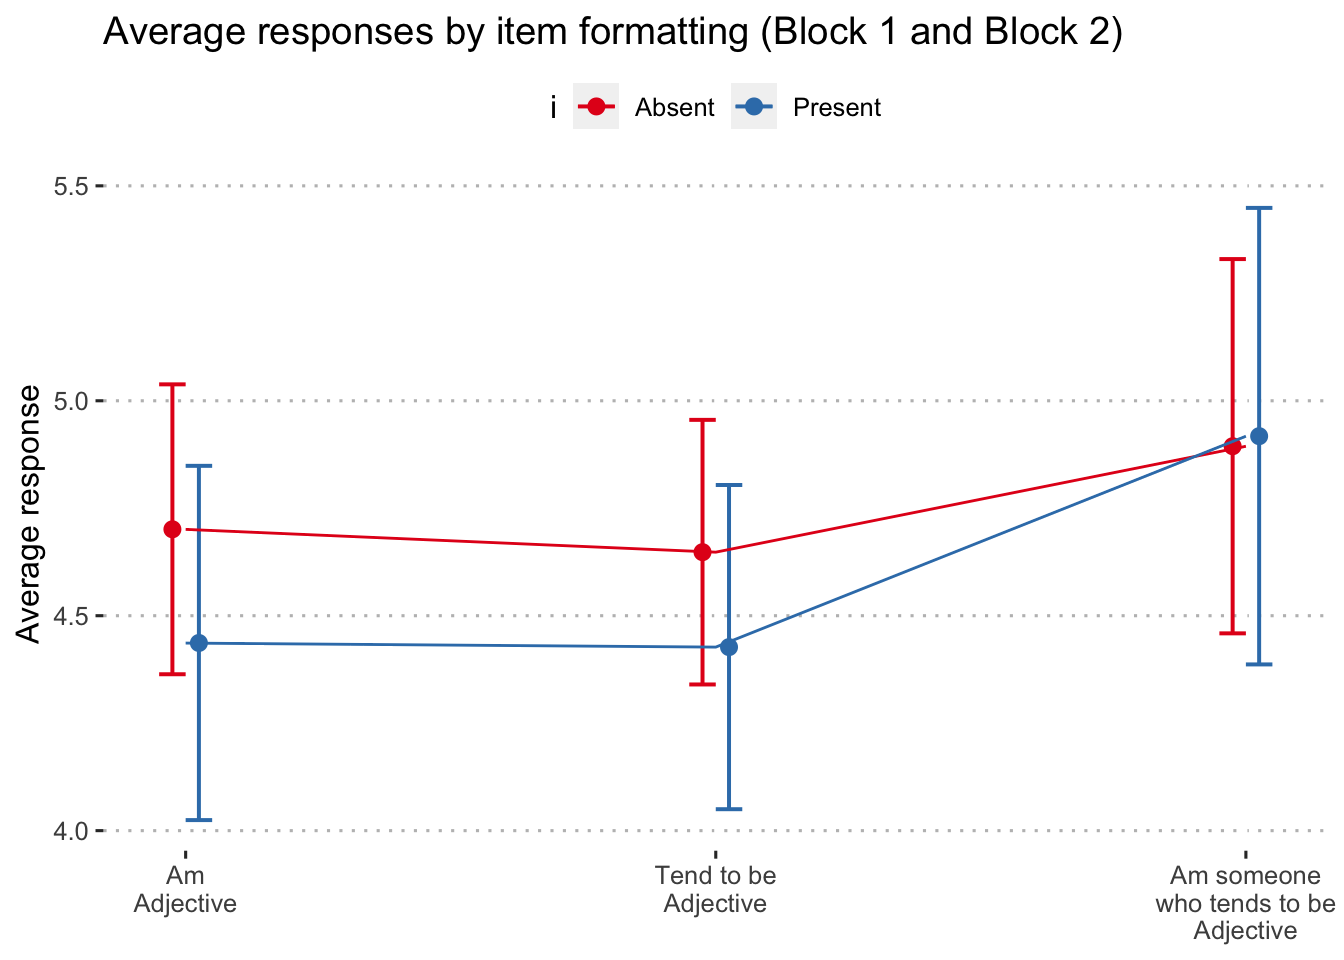 Average responses by item formatting (Block 1 and Block 2)
i Absent Present
5.5
5.0
4.5
4.0
Average response
Am
Adjective
Tend to be
Adjective
Am someone
who tends to be
Adjective